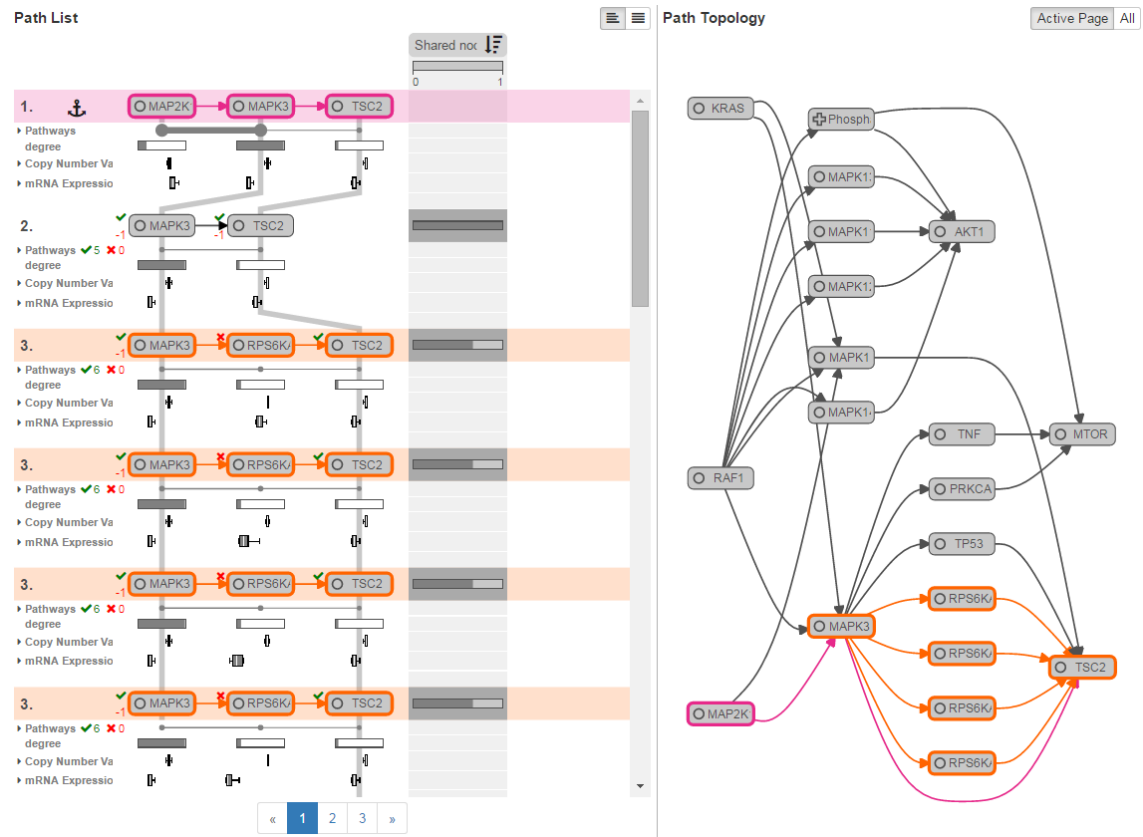 Path List
Shared noc
0 1
1. MAP2K MAPK3 TSC2
Pathways
degree
Copy Number Va
mRNA Expressio
2. -1 MAPK3 -1 TSC2
Pathways 5 0
degree
Copy Number Va
mRNA Expressio
3. -1 MAPK3 RPS6K TSC2
Pathways 6 0
degree
Copy Number Va
mRNA Expressio
3. -1 MAPK3 RPS6K TSC2
Pathways 6 0
degree
Copy Number Va
mRNA Expressio
3. -1 MAPK3 RPS6K TSC2
Pathways 6 0
degree
Copy Number Va
mRNA Expressio
3. -1 MAPK3 RPS6K TSC2
Pathways 6 0
degree
Copy Number Va
mRNA Expressio
« 1 2 3 »
Path Topology
Active Page All
KRAS
Phosph
MAPK1
MAPK1
AKT1
MAPK1
MAPK1
MAPK14
TNF
MTOR
RAF1
PRKCA
TP53
RPS6K
MAPK3
RPS6K
TSC2
RPS6K
MAP2K
RPS6K